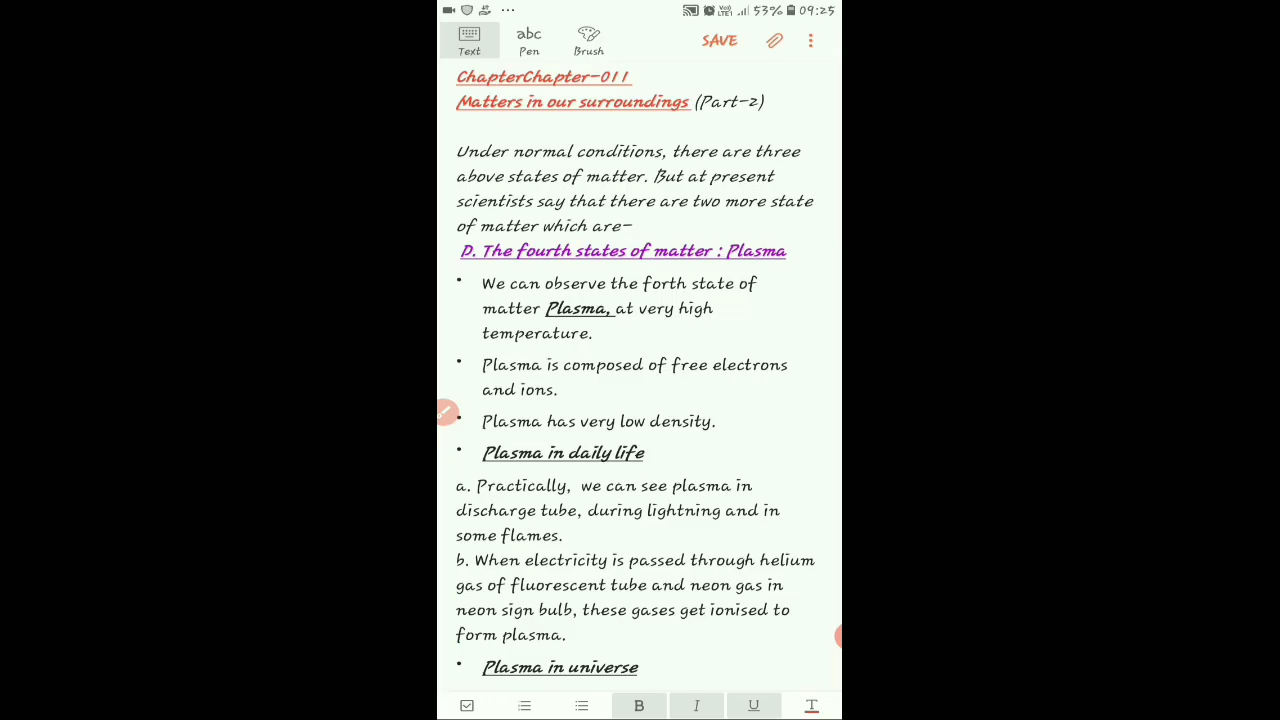 53% 09:25
Text
abc
Pen
Brush
SAVE
ChapterChapter-011
Matters in our surroundings (Part-2)
Under normal conditions, there are three
above states of matter. But at present
scientists say that there are two more state
of matter which are-
D. The fourth states of matter : Plasma
• We can observe the forth state of
matter Plasma, at very high
temperature.
• Plasma is composed of free electrons
and ions.
• Plasma has very low density.
• Plasma in daily life
a. Practically, we can see plasma in
discharge tube, during lightning and in
some flames.
b. When electricity is passed through helium
gas of fluorescent tube and neon gas in
neon sign bulb, these gases get ionised to
form plasma.
• Plasma in universe
B I U T